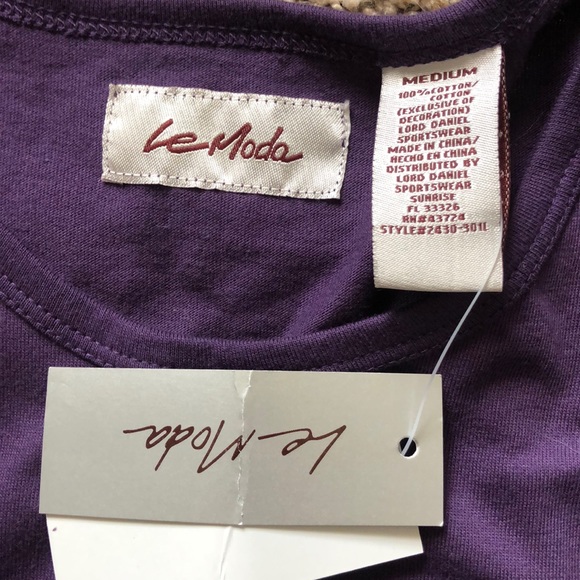 Le Moda
MEDIUM
100%COTTON/
COTTON
(EXCLUSIVE OF
DECORATION)
LORD DANIEL
SPORTSWEAR
MADE IN CHINA/
HECHO EN CHINA
DISTRIBUTED BY
LORD DANIEL
SPORTSWEAR
SUNRISE
FL 33326
RN#43724
STYLE#2430-301L
Le Moda